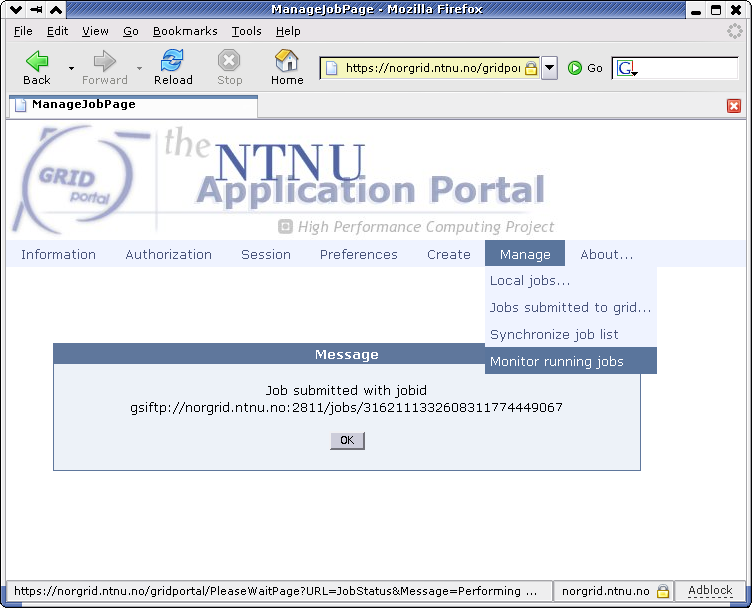 ManageJobPage - Mozilla Firefox
File Edit View Go Bookmarks Tools Help
https://norgrid.ntnu.no/gridpor Go G
Back Forward Reload Stop Home
ManageJobPage
GRID portal
the NTNU
Application Portal
High Performance Computing Project
Information Authorization Session Preferences Create Manage About...
Local jobs...
Jobs submitted to grid...
Synchronize job list
Monitor running jobs
Message
Job submitted with jobid
gsiftp://norgrid.ntnu.no:2811/jobs/3162111332608311774449067
OK
https://norgrid.ntnu.no/gridportal/PleaseWaitPage?URL=JobStatus&Message=Performing ... norgrid.ntnu.no Adblock